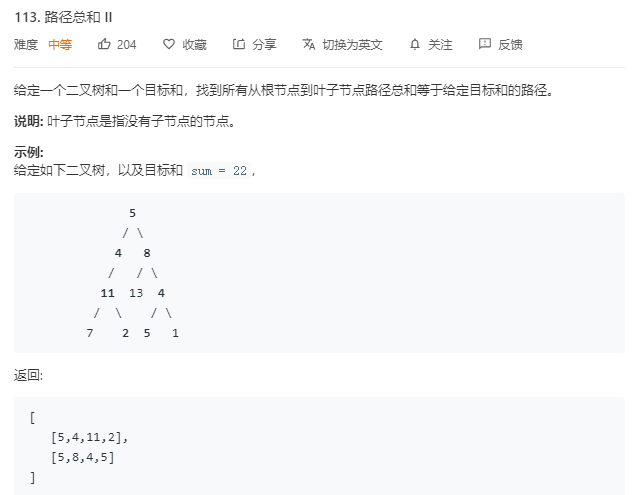 113. 路径总和 II
难度 中等 204 收藏 分享 切换为英文 关注 反馈
给定一个二叉树和一个目标和，找到所有从根节点到叶子节点路径总和等于给定目标和的路径。
说明: 叶子节点是指没有子节点的节点。
示例:
给定如下二叉树，以及目标和 sum = 22，
5
/ \
4 8
/ / \
11 13 4
/ \ / \
7 2 5 1
返回:
[
[5,4,11,2],
[5,8,4,5]
]